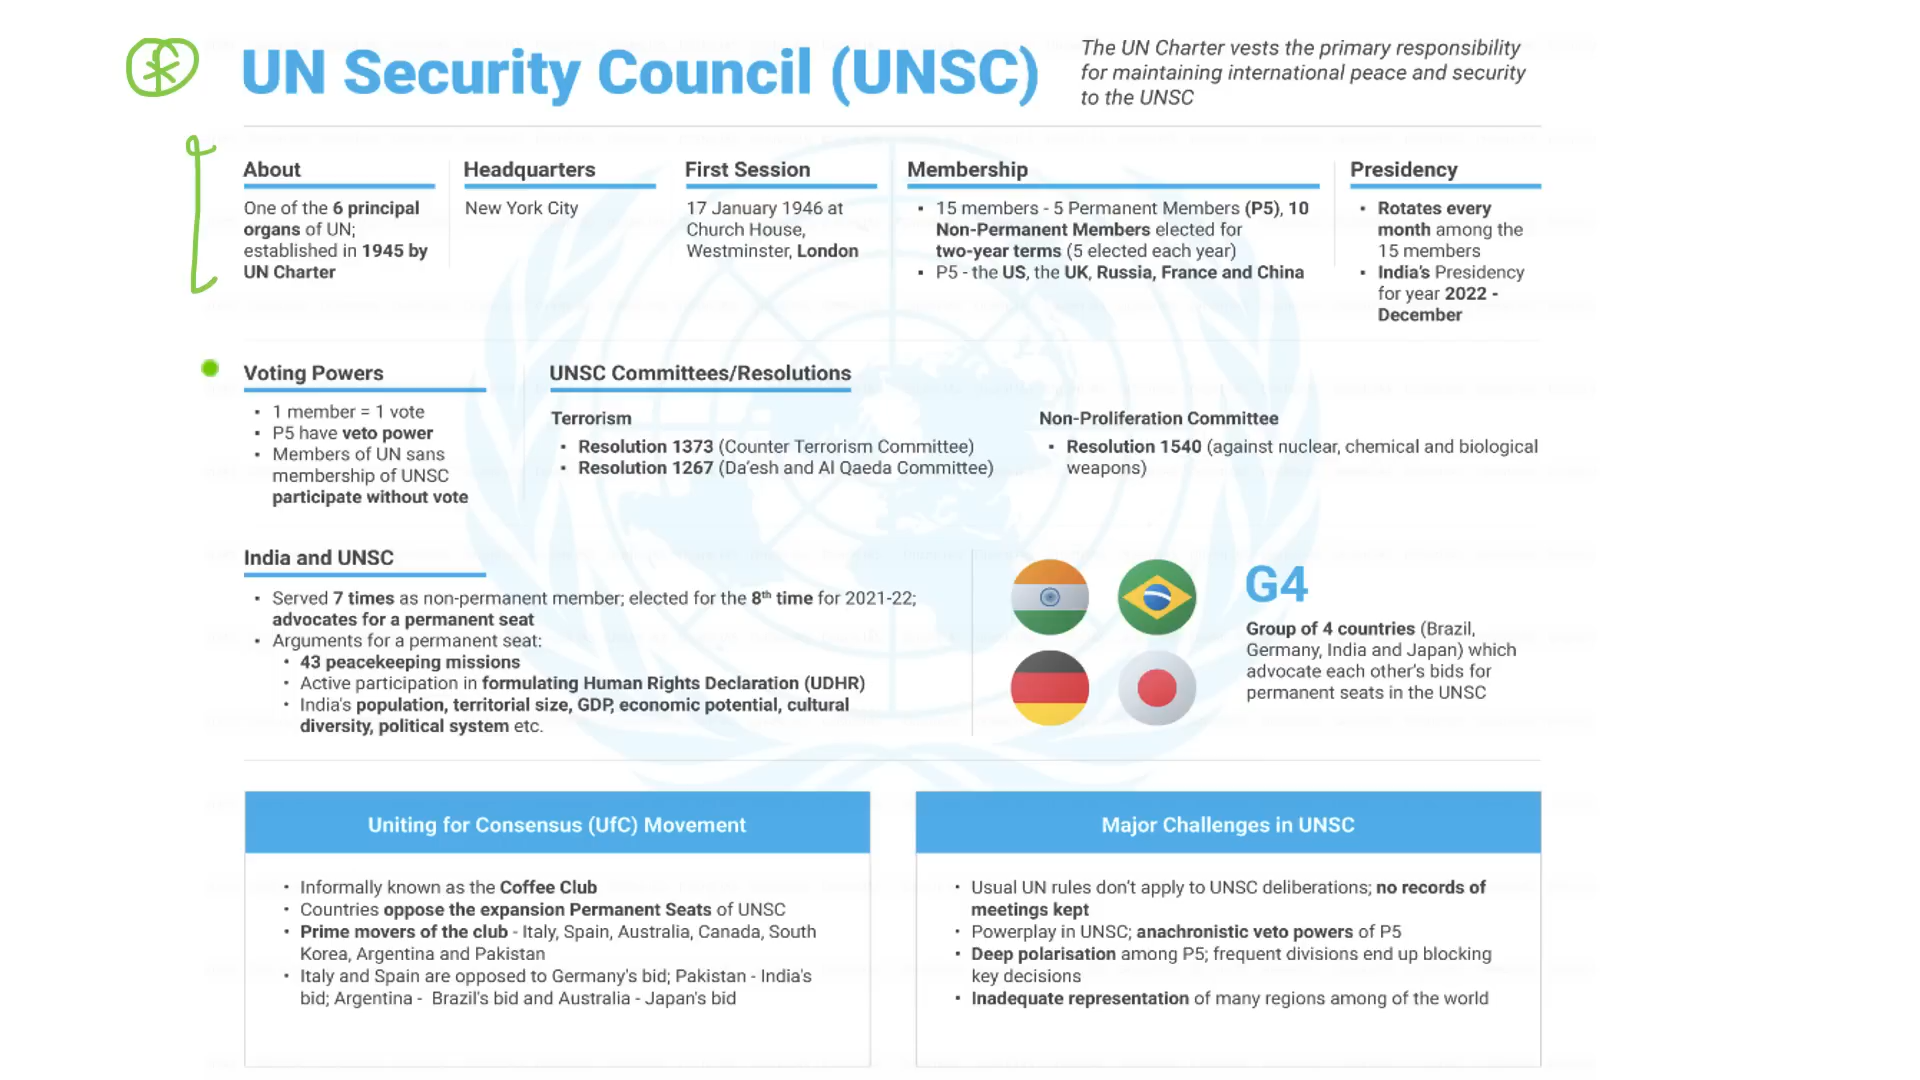 UN Security Council (UNSC)
The UN Charter vests the primary responsibility
for maintaining international peace and security
to the UNSC
About
One of the 6 principal
organs of UN;
established in 1945 by
UN Charter
Headquarters
New York City
First Session
17 January 1946 at
Church House,
Westminster, London
Membership
▪ 15 members - 5 Permanent Members (P5), 10
Non-Permanent Members elected for
two-year terms (5 elected each year)
▪ P5 - the US, the UK, Russia, France and China
Presidency
• Rotates every
month among the
15 members
• India's Presidency
for year 2022 -
December
Voting Powers
• 1 member = 1 vote
• P5 have veto power
• Members of UN sans
membership of UNSC
participate without vote
UNSC Committees/Resolutions
Terrorism
• Resolution 1373 (Counter Terrorism Committee)
• Resolution 1267 (Da'esh and Al Qaeda Committee)
Non-Proliferation Committee
• Resolution 1540 (against nuclear, chemical and biological
weapons)
India and UNSC
• Served 7 times as non-permanent member; elected for the 8th time for 2021-22;
advocates for a permanent seat
• Arguments for a permanent seat:
• 43 peacekeeping missions
• Active participation in formulating Human Rights Declaration (UDHR)
• India's population, territorial size, GDP, economic potential, cultural
diversity, political system etc.
G4
Group of 4 countries (Brazil,
Germany, India and Japan) which
advocate each other's bids for
permanent seats in the UNSC
Uniting for Consensus (UfC) Movement
• Informally known as the Coffee Club
• Countries oppose the expansion Permanent Seats of UNSC
• Prime movers of the club - Italy, Spain, Australia, Canada, South
Korea, Argentina and Pakistan
• Italy and Spain are opposed to Germany's bid; Pakistan - India's
bid; Argentina - Brazil's bid and Australia - Japan's bid
Major Challenges in UNSC
• Usual UN rules don't apply to UNSC deliberations; no records of
meetings kept
• Powerplay in UNSC; anachronistic veto powers of P5
• Deep polarisation among P5; frequent divisions end up blocking
key decisions
• Inadequate representation of many regions among of the world